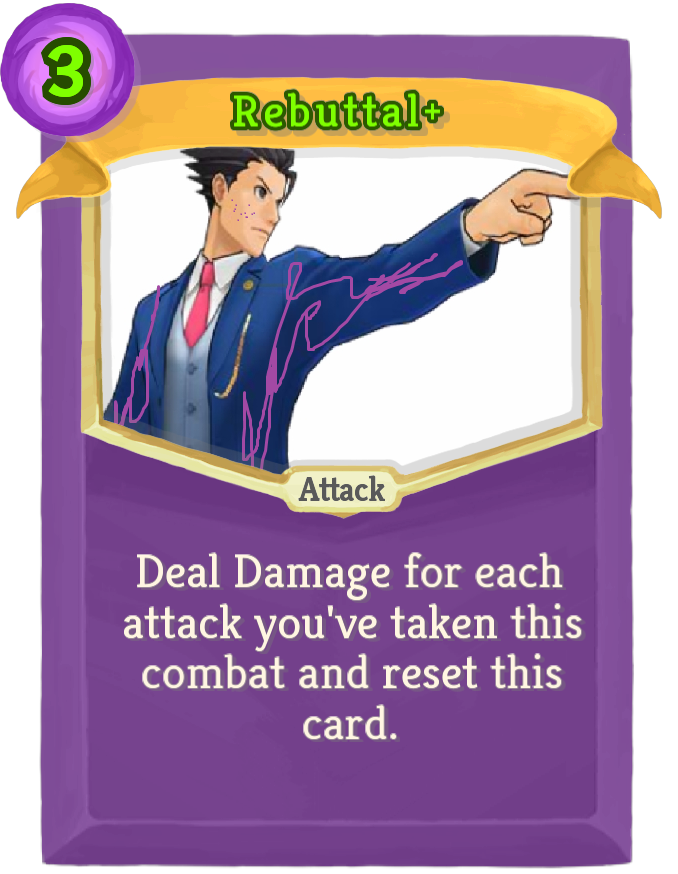 3
Rebuttal+
Attack
Deal Damage for each
attack you've taken this
combat and reset this
card.